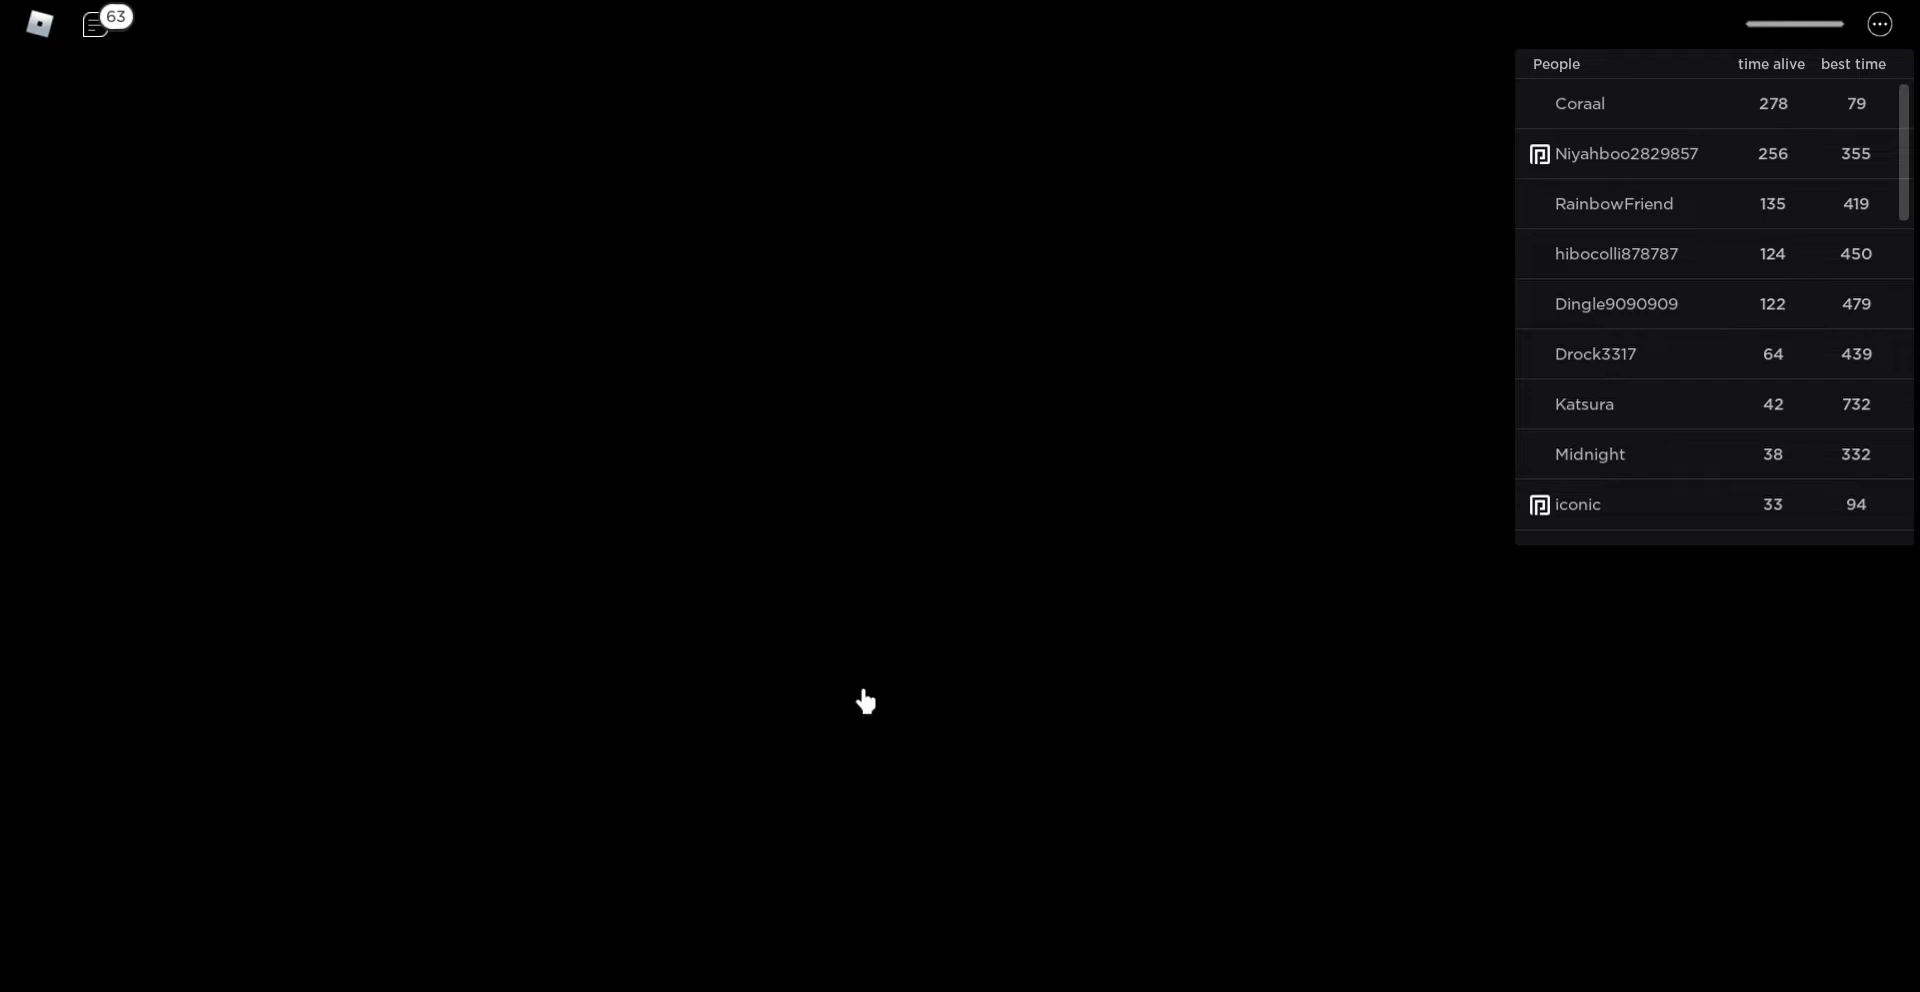 63
People time alive best time
Coraal 278 79
Niyahboo2829857 256 355
RainbowFriend 135 419
hibocolli878787 124 450
Dingle9090909 122 479
Drock3317 64 439
Katsura 42 732
Midnight 38 332
iconic 33 94